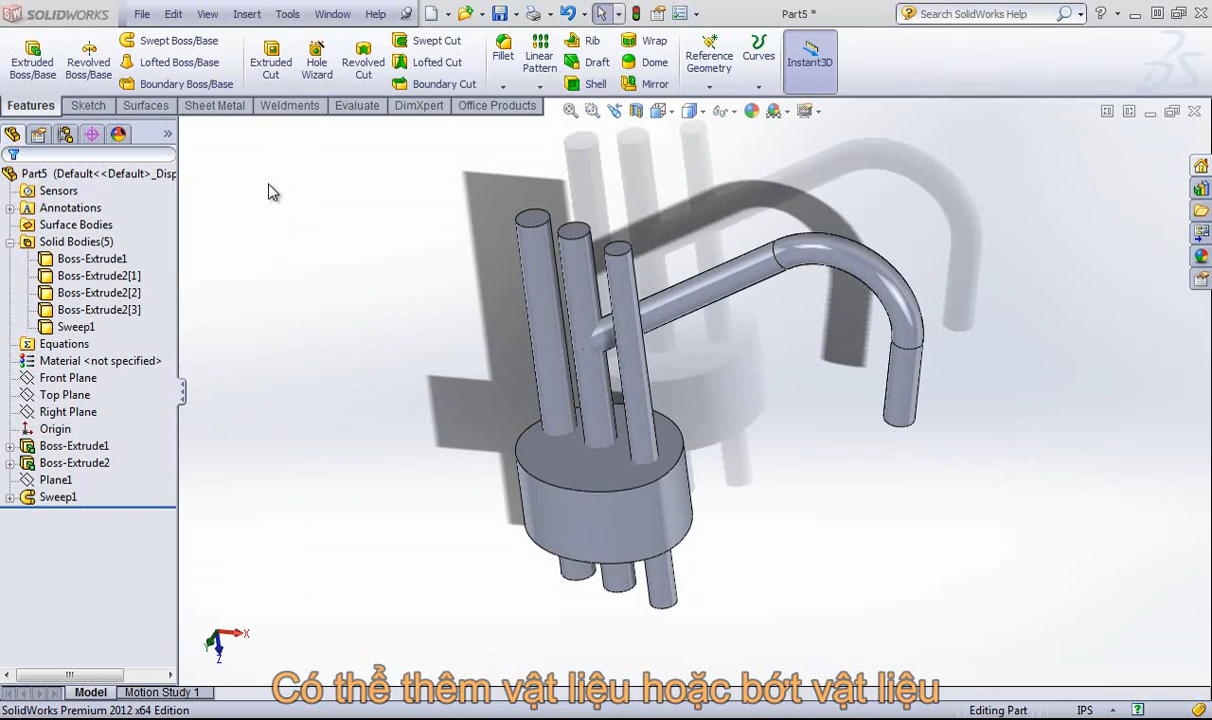 SOLIDWORKS File Edit View Insert Tools Window Help Part5 * Search SolidWorks Help
Extruded Boss/Base
Revolved Boss/Base
Swept Boss/Base
Lofted Boss/Base
Boundary Boss/Base
Extruded Cut
Hole Wizard
Revolved Cut
Swept Cut
Lofted Cut
Boundary Cut
Fillet
Linear Pattern
Rib
Draft
Shell
Wrap
Dome
Mirror
Reference Geometry
Curves
Instant3D
Features Sketch Surfaces Sheet Metal Weldments Evaluate DimXpert Office Products
Part5 (Default<<Default>_Disp
Sensors
Annotations
Surface Bodies
Solid Bodies(5)
Boss-Extrude1
Boss-Extrude2[1]
Boss-Extrude2[2]
Boss-Extrude2[3]
Sweep1
Equations
Material <not specified>
Front Plane
Top Plane
Right Plane
Origin
Boss-Extrude1
Boss-Extrude2
Plane1
Sweep1
X
Y
Z
Có thể thêm vật liệu hoặc bớt vật liệu
Model Motion Study 1
SolidWorks Premium 2012 x64 Edition Editing Part IPS